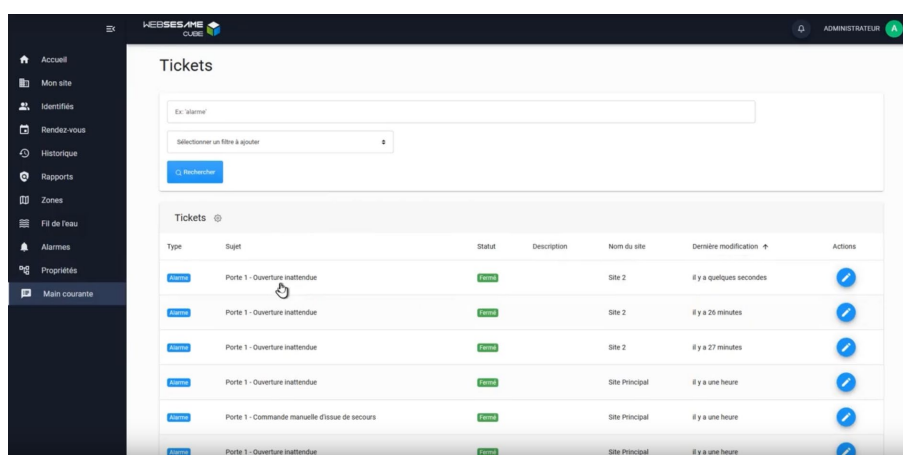 WEBSESAME
CUBE
ADMINISTRATEUR
A
Accueil
Mon site
Identifiés
Rendez-vous
Historique
Rapports
Zones
Fil de l'eau
Alarmes
Propriétés
Main courante
Tickets
Ex: 'alarme'
Sélectionner un filtre à ajouter
Rechercher
Tickets
Type Sujet Statut Description Nom du site Dernière modification Actions
Alarme Porte 1 - Ouverture inattendue Fermé Site 2 il y a quelques secondes
Alarme Porte 1 - Ouverture inattendue Fermé Site 2 il y a 26 minutes
Alarme Porte 1 - Ouverture inattendue Fermé Site 2 il y a 27 minutes
Alarme Porte 1 - Ouverture inattendue Fermé Site Principal il y a une heure
Alarme Porte 1 - Commande manuelle d'issue de secours Fermé Site Principal il y a une heure
Alarme Porte 1 - Ouverture inattendue Fermé Site Principal il y a une heure